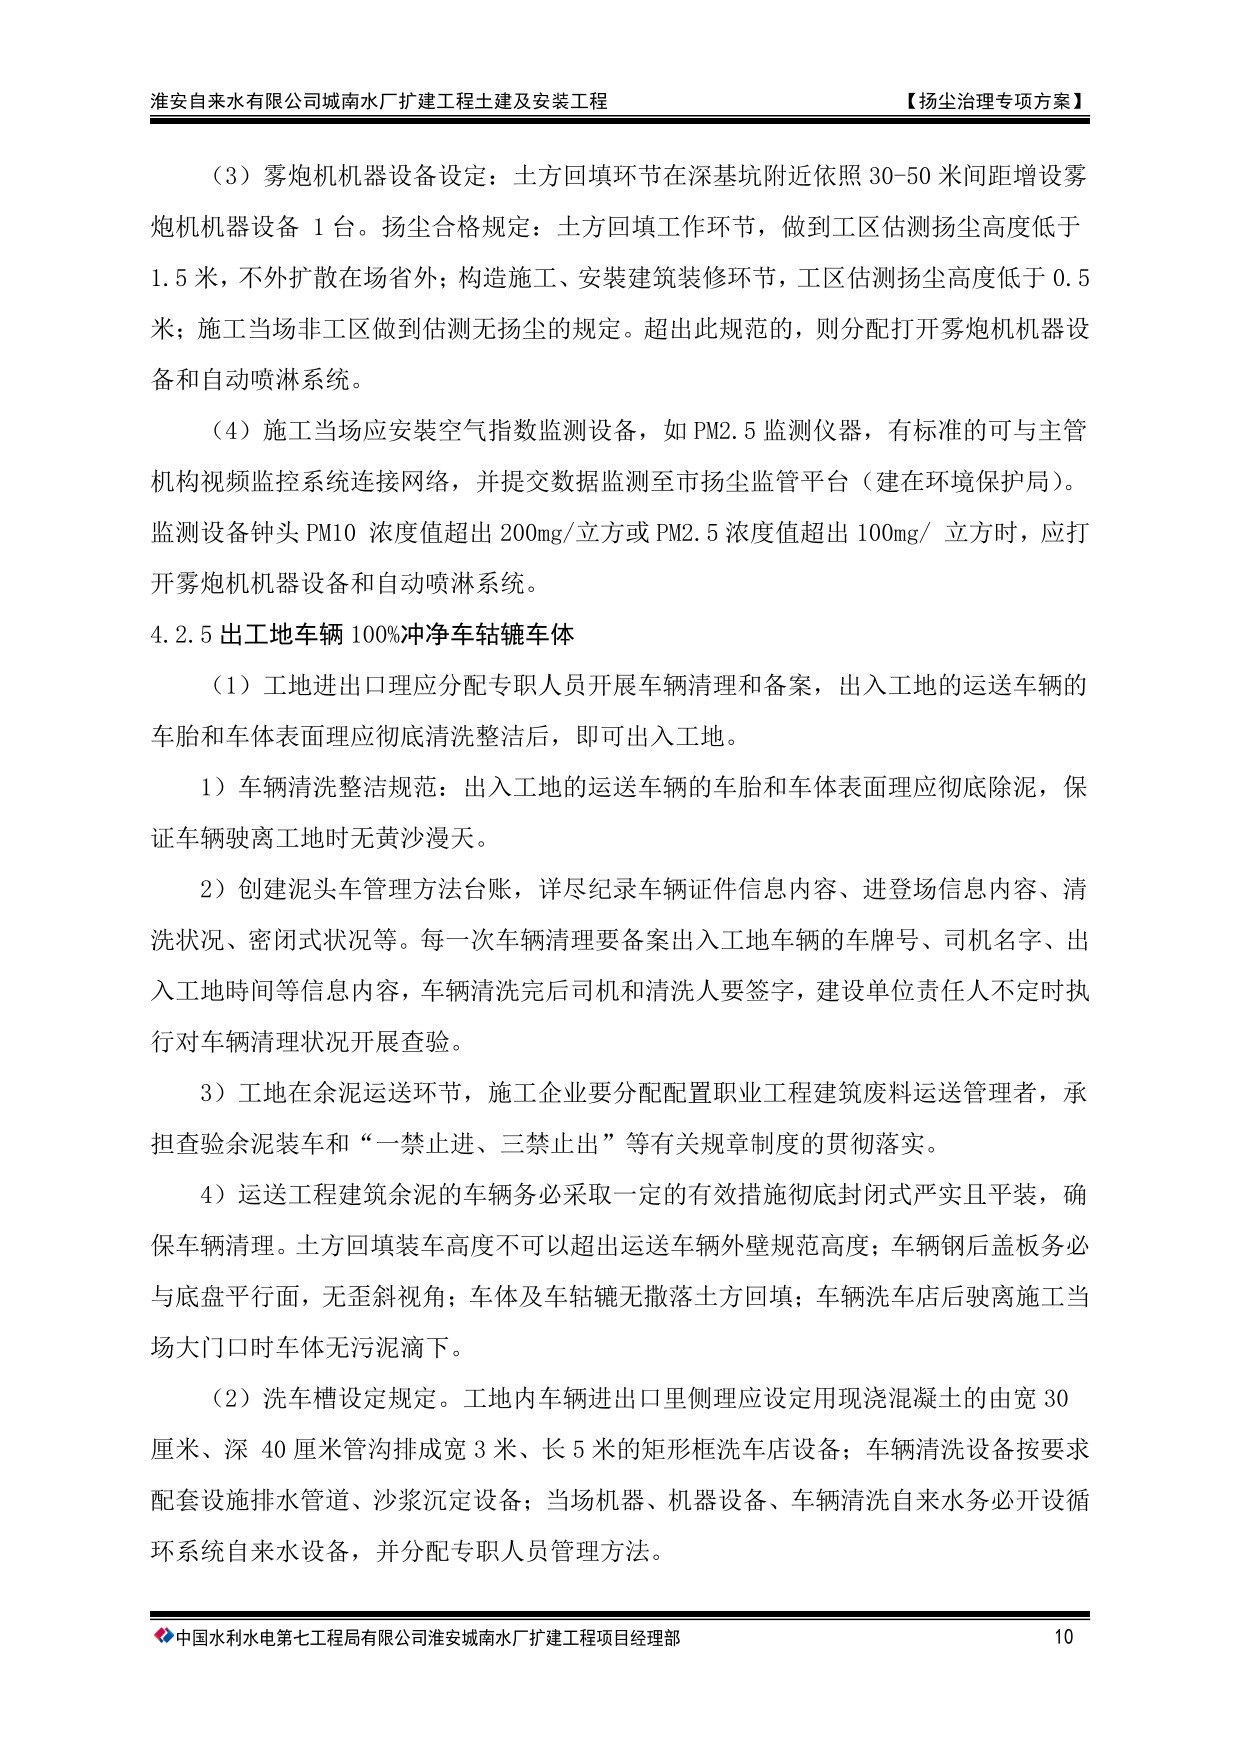 淮安自来水有限公司城南水厂扩建工程土建及安装工程 【扬尘治理专项方案】
（3）雾炮机机器设备设定：土方回填环节在深基坑附近依照 30-50 米间距增设雾
炮机机器设备 1 台。扬尘合格规定：土方回填工作环节，做到工区估测扬尘高度低于
1.5 米，不外扩散在场省外；构造施工、安装建筑装修环节，工区估测扬尘高度低于 0.5
米；施工当场非工区做到估测无扬尘的规定。超出此规范的，则分配打开雾炮机机器设
备和自动喷淋系统。
（4）施工当场应安装空气指数监测设备，如 PM2.5 监测仪器，有标准的可与主管
机构视频监控系统连接网络，并提交数据监测至市扬尘监管平台（建在环境保护局）。
监测设备钟头 PM10 浓度值超出 200mg/立方或 PM2.5 浓度值超出 100mg/ 立方时，应打
开雾炮机机器设备和自动喷淋系统。
4.2.5 出工地车辆 100%冲净车轱辘车体
（1）工地进出口理应分配专职人员开展车辆清理和备案，出入工地的运送车辆的
车胎和车体表面理应彻底清洗整洁后，即可出入工地。
1）车辆清洗整洁规范：出入工地的运送车辆的车胎和车体表面理应彻底除泥，保
证车辆驶离工地时无黄沙漫天。
2）创建泥头车管理方法台账，详尽纪录车辆证件信息内容、进登场信息内容、清
洗状况、密闭式状况等。每一次车辆清理要备案出入工地车辆的车牌号、司机名字、出
入工地時间等信息内容，车辆清洗完后司机和清洗人要签字，建设单位责任人不定时执
行对车辆清理状况开展查验。
3）工地在余泥运送环节，施工企业要分配配置职业工程建筑废料运送管理者，承
担查验余泥装车和“一禁止进、三禁止出”等有关规章制度的贯彻落实。
4）运送工程建筑余泥的车辆务必采取一定的有效措施彻底封闭式严实且平装，确
保车辆清理。土方回填装车高度不可以超出运送车辆外壁规范高度；车辆钢后盖板务必
与底盘平行面，无歪斜视角；车体及车轱辘无撒落土方回填；车辆洗车店后驶离施工当
场大门口时车体无污泥滴下。
（2）洗车槽设定规定。工地内车辆进出口里侧理应设定用现浇混凝土的由宽 30
厘米、深 40 厘米管沟排成宽 3 米、长 5 米的矩形框洗车店设备；车辆清洗设备按要求
配套设施排水管道、沙浆沉定设备；当场机器、机器设备、车辆清洗自来水务必开设循
环系统自来水设备，并分配专职人员管理方法。
中国水利水电第七工程局有限公司淮安城南水厂扩建工程项目经理部 10